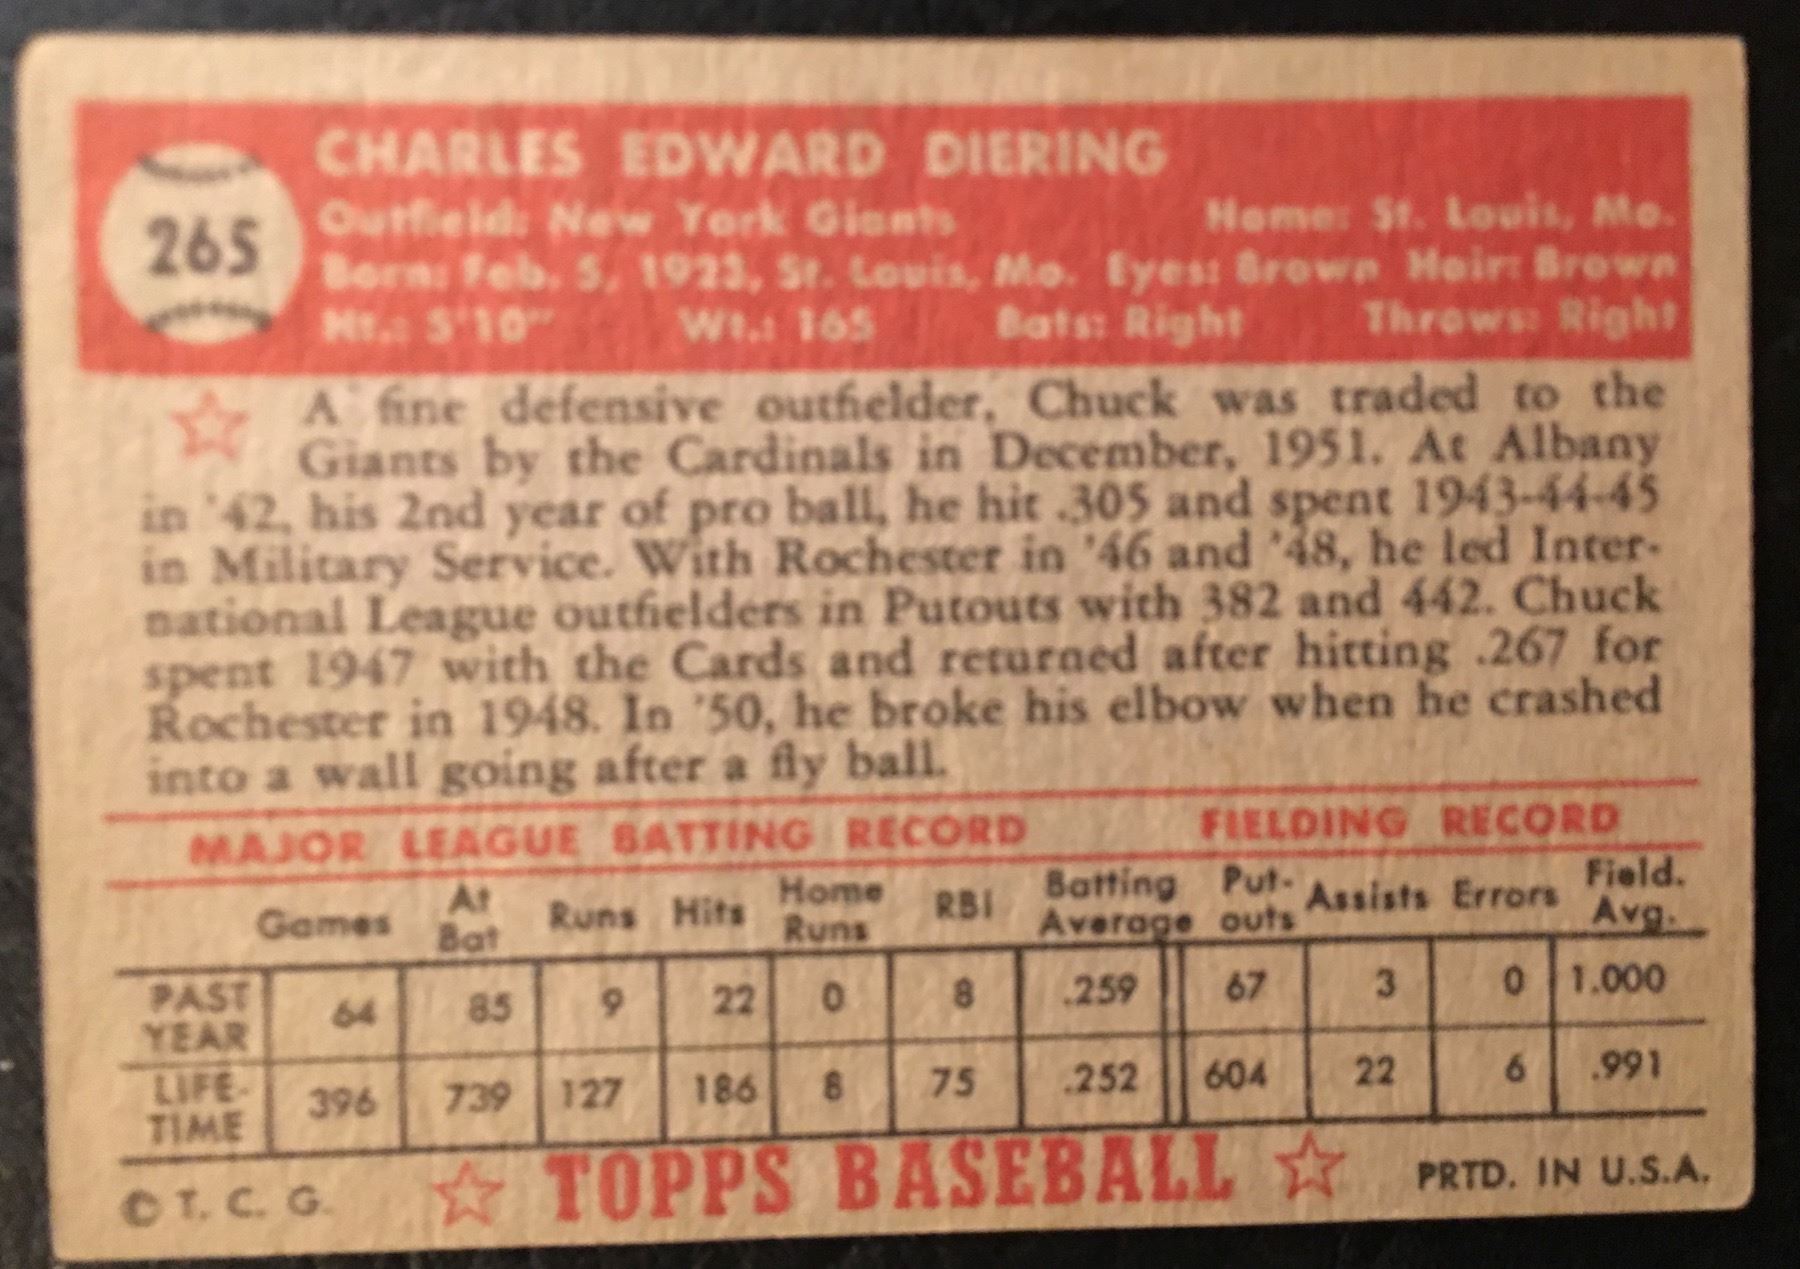 265
CHARLES EDWARD DIERING
Outfield: New York Giants Home: St. Louis, Mo.
Born: Feb. 5, 1923, St. Louis, Mo. Eyes: Brown Hair: Brown
Ht.: 5'10" Wt.: 165 Bats: Right Throws: Right
A fine defensive outfielder, Chuck was traded to the
Giants by the Cardinals in December, 1951. At Albany
in '42, his 2nd year of pro ball, he hit .305 and spent 1943-44-45
in Military Service. With Rochester in '46 and '48, he led Inter-
national League outfielders in Putouts with 382 and 442. Chuck
spent 1947 with the Cards and returned after hitting .267 for
Rochester in 1948. In '50, he broke his elbow when he crashed
into a wall going after a fly ball.
MAJOR LEAGUE BATTING RECORD FIELDING RECORD
Games At Bat Runs Hits Home Runs RBI Batting Average Put-outs Assists Errors Field. Avg.
PAST YEAR 64 85 9 22 0 8 .259 67 3 0 1.000
LIFE-TIME 396 739 127 186 8 75 .252 604 22 6 .991
© T. C. G. TOPPS BASEBALL PRTD. IN U.S.A.